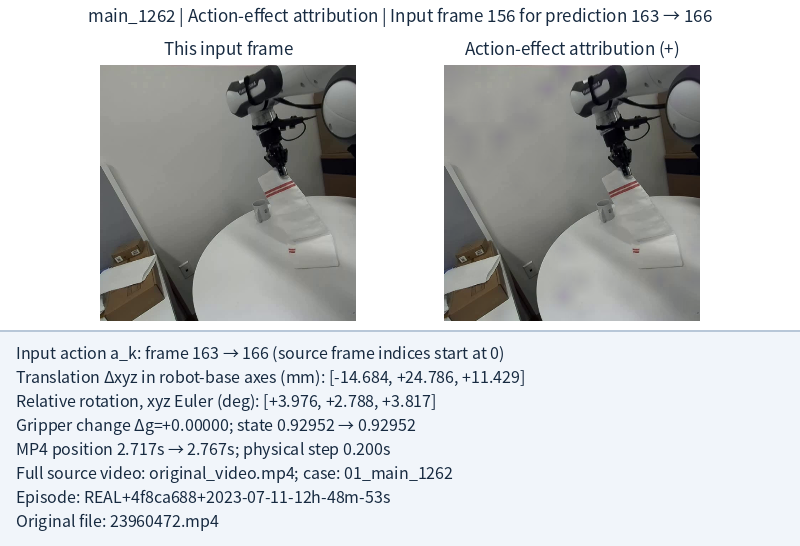 main_1262 | Action-effect attribution | Input frame 156 for prediction 163 → 166
This input frame
Action-effect attribution (+)
Input action a_k: frame 163 → 166 (source frame indices start at 0)
Translation Δxyz in robot-base axes (mm): [-14.684, +24.786, +11.429]
Relative rotation, xyz Euler (deg): [+3.976, +2.788, +3.817]
Gripper change Δg=+0.00000; state 0.92952 → 0.92952
MP4 position 2.717s → 2.767s; physical step 0.200s
Full source video: original_video.mp4; case: 01_main_1262
Episode: REAL+4f8ca688+2023-07-11-12h-48m-53s
Original file: 23960472.mp4